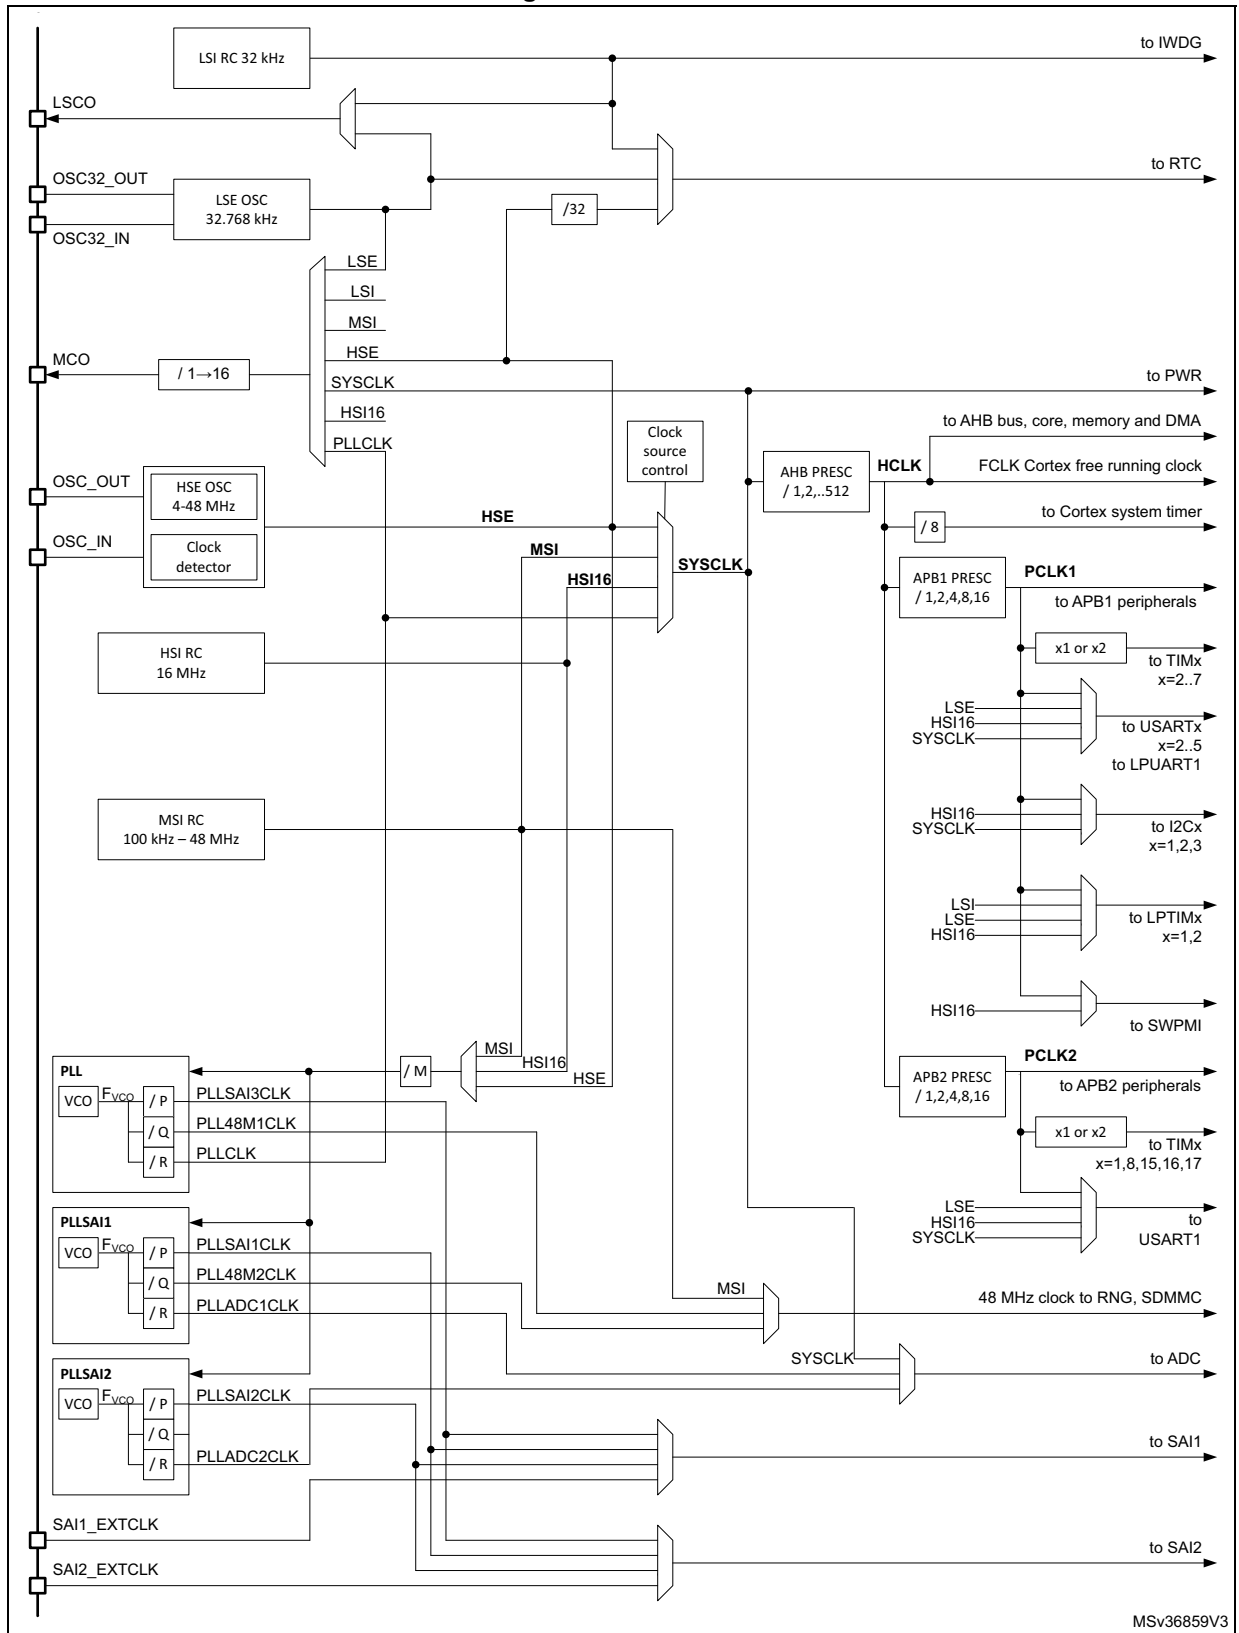 LSI RC 32 kHz
to IWDG
LSCO
OSC32_OUT
LSE OSC
32.768 kHz
OSC32_IN
/32
to RTC
LSE
LSI
MSI
HSE
SYSCLK
HSI16
PLLCLK
MCO
/ 1→16
to PWR
Clock
source
control
to AHB bus, core, memory and DMA
AHB PRESC
/ 1,2,..512
HCLK
FCLK Cortex free running clock
/ 8
to Cortex system timer
OSC_OUT
HSE OSC
4-48 MHz
OSC_IN
Clock
detector
HSE
MSI
HSI16
SYSCLK
APB1 PRESC
/ 1,2,4,8,16
PCLK1
to APB1 peripherals
HSI RC
16 MHz
x1 or x2
to TIMx
x=2..7
LSE
HSI16
SYSCLK
to USARTx
x=2..5
to LPUART1
MSI RC
100 kHz – 48 MHz
HSI16
SYSCLK
to I2Cx
x=1,2,3
LSI
LSE
HSI16
to LPTIMx
x=1,2
HSI16
to SWPMI
MSI
HSI16
HSE
/ M
PLL
VCO
FVCO
/ P
/ Q
/ R
PLLSAI3CLK
PLL48M1CLK
PLLCLK
APB2 PRESC
/ 1,2,4,8,16
PCLK2
to APB2 peripherals
x1 or x2
to TIMx
x=1,8,15,16,17
LSE
HSI16
SYSCLK
to
USART1
PLLSAI1
VCO
FVCO
/ P
/ Q
/ R
PLLSAI1CLK
PLL48M2CLK
PLLADC1CLK
MSI
48 MHz clock to RNG, SDMMC
SYSCLK
to ADC
PLLSAI2
VCO
FVCO
/ P
/ Q
/ R
PLLSAI2CLK
PLLADC2CLK
to SAI1
SAI1_EXTCLK
to SAI2
SAI2_EXTCLK
MSv36859V3